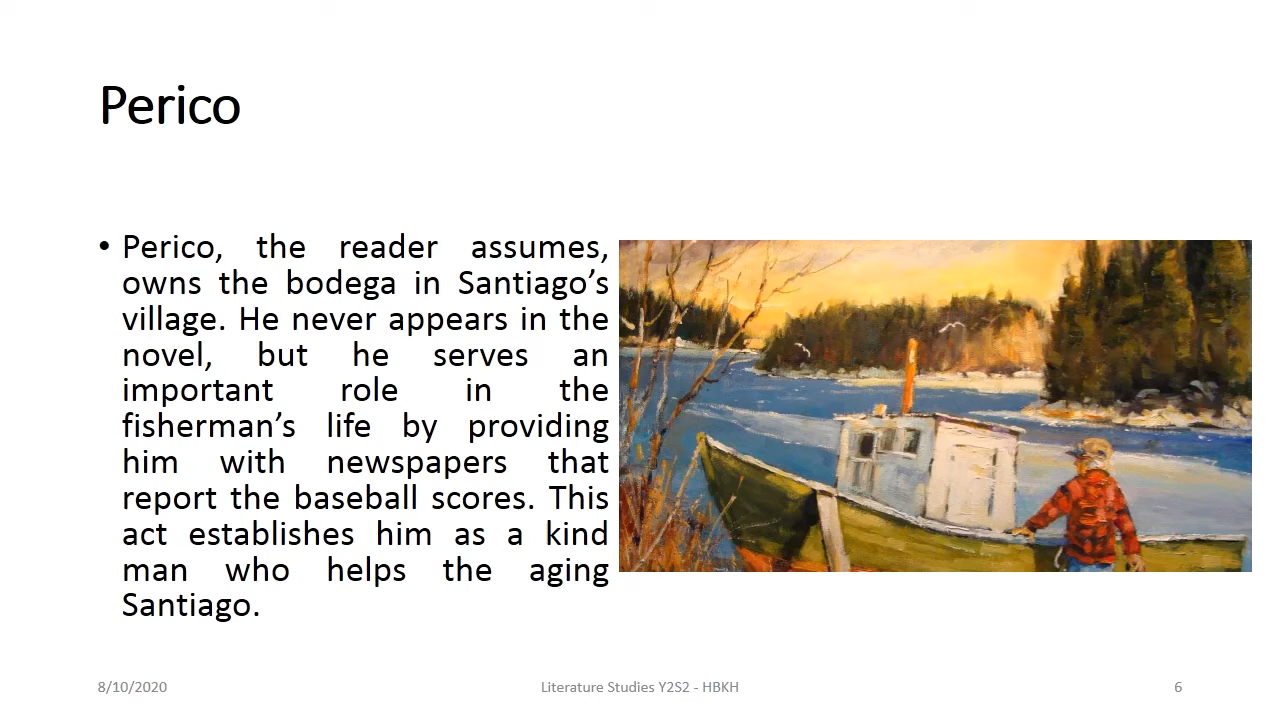 Perico
• Perico, the reader assumes,
owns the bodega in Santiago’s
village. He never appears in the
novel, but he serves an
important role in the
fisherman’s life by providing
him with newspapers that
report the baseball scores. This
act establishes him as a kind
man who helps the aging
Santiago.
8/10/2020
Literature Studies Y2S2 - HBKH
6